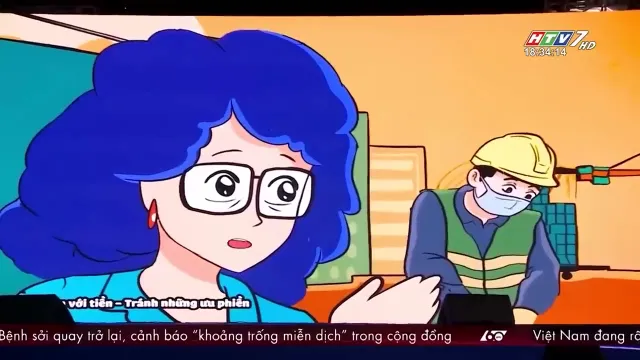 HTV7 HD
18:34:14
với tiền - Tránh những ưu phiền
Bệnh sởi quay trở lại, cảnh báo "khoảng trống miễn dịch" trong cộng đồng
60
Việt Nam đang